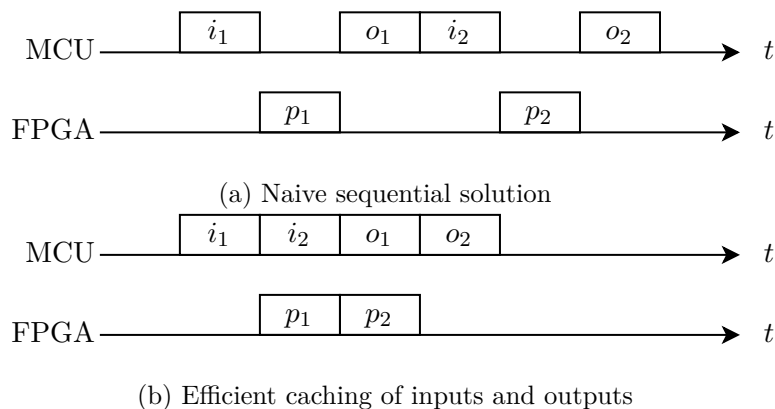 i₁ o₁ i₂ o₂
MCU t
p₁ p₂
FPGA t
(a) Naive sequential solution
i₁ i₂ o₁ o₂
MCU t
p₁ p₂
FPGA t
(b) Efficient caching of inputs and outputs